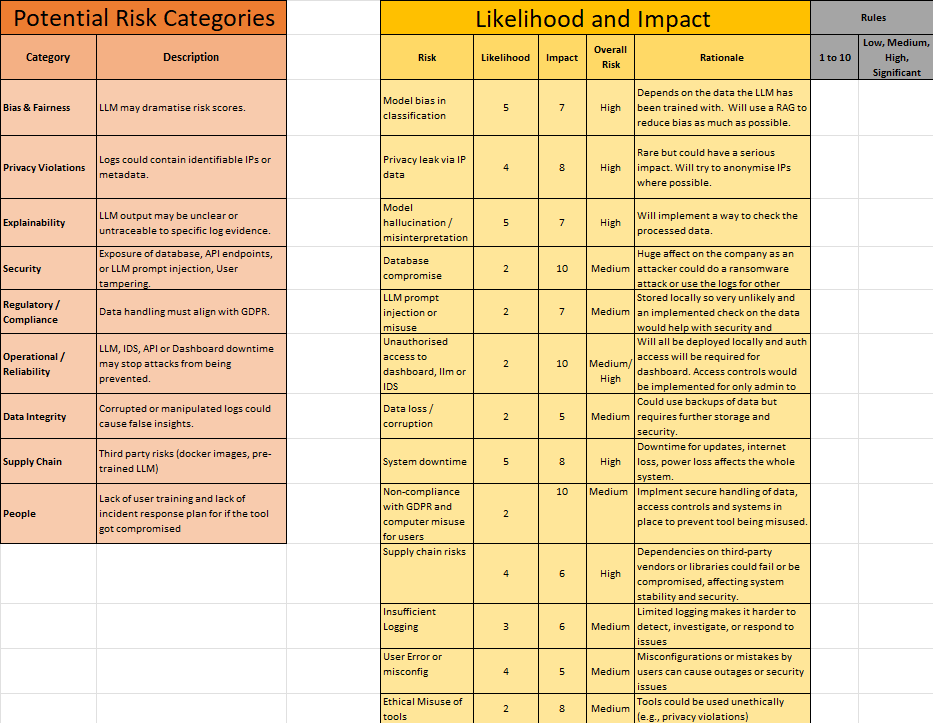 Potential Risk Categories
Category
Description
Bias & Fairness
LLM may dramatise risk scores.
Privacy Violations
Logs could contain identifiable IPs or
metadata.
Explainability
LLM output may be unclear or
untraceable to specific log evidence.
Security
Exposure of database, API endpoints,
or LLM prompt injection, User
tampering.
Regulatory /
Compliance
Data handling must align with GDPR.
Operational /
Reliability
LLM, IDS, API or Dashboard downtime
may stop attacks from being
prevented.
Data Integrity
Corrupted or manipulated logs could
cause false insights.
Supply Chain
Third party risks (docker images, pre-
trained LLM)
People
Lack of user training and lack of
incident response plan for if the tool
got compromised
Likelihood and Impact
Risk
Likelihood
Impact
Overall
Risk
Rationale
Model bias in
classification
5
7
High
Depends on the data the LLM has
been trained with.  Will use a RAG to
reduce bias as much as possible.
Privacy leak via IP
data
4
8
High
Rare but could have a serious
impact. Will try to anonymise IPs
where possible.
Model
hallucination /
misinterpretation
5
7
High
Will implement a way to check the
processed data.
Database
compromise
2
10
Medium
Huge affect on the company as an
attacker could do a ransomware
attack or use the logs for other
LLM prompt
injection or
misuse
2
7
Medium
Stored locally so very unlikely and
an implemented check on the data
would help with security and
Unauthorised
access to
dashboard, llm or
IDS
2
10
Medium/
High
Will all be deployed locally and auth
access will be required for
dashboard. Access controls would
be implemented for only admin to
Data loss /
corruption
2
5
Medium
Could use backups of data but
requires further storage and
security.
System downtime
5
8
High
Downtime for updates, internet
loss, power loss affects the whole
system.
Non-compliance
with GDPR and
computer misuse
for users
2
10
Medium
Implment secure handling of data,
access controls and systems in
place to prevent tool being misused.
Supply chain risks
4
6
High
Dependencies on third-party
vendors or libraries could fail or be
compromised, affecting system
stability and security.
Insufficient
Logging
3
6
Medium
Limited logging makes it harder to
detect, investigate, or respond to
issues
User Error or
misconfig
4
5
Medium
Misconfigurations or mistakes by
users can cause outages or security
issues
Ethical Misuse of
tools
2
8
Medium
Tools could be used unethically
(e.g., privacy violations)
Rules
1 to 10
Low, Medium,
High,
Significant